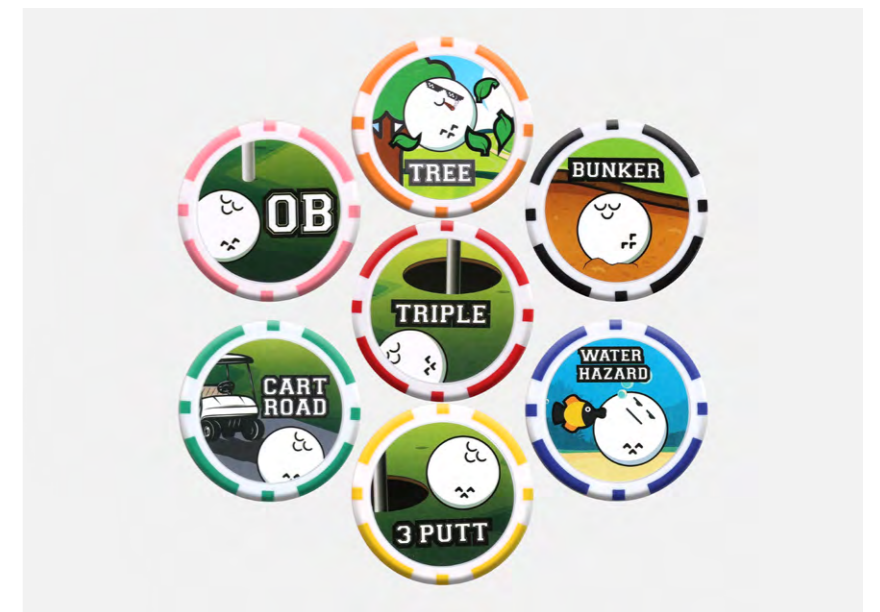 TREE
OB
BUNKER
TRIPLE
CART
ROAD
WATER
HAZARD
3 PUTT